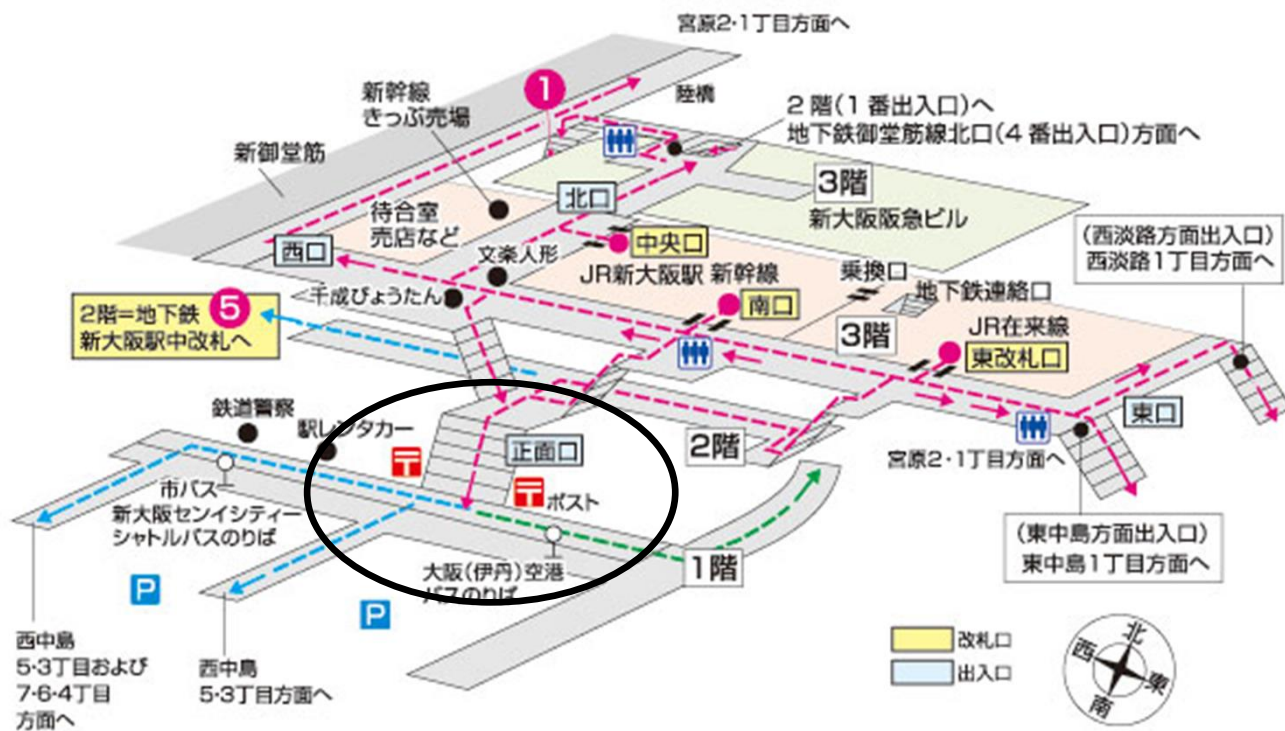 宮原2・1丁目方面へ
新幹線
きっぷ売場
1
陸橋
2階(1番出入口)へ
地下鉄御堂筋線北口(4番出入口)方面へ
新御堂筋
3階
新大阪阪急ビル
北口
待合室
売店など
中央口
(西淡路方面出入口)
西淡路1丁目方面へ
西口
文楽人形
JR新大阪駅 新幹線
乗換口
地下鉄連絡口
千成びょうたん
南口
2階=地下鉄
新大阪駅中改札へ
5
3階
JR在来線
東改札口
鉄道警察
駅レンタカー
正面口
2階
東口
宮原2・1丁目方面へ
ポスト
市バス
新大阪センイシティー
シャトルバスのりば
大阪(伊丹)空港
バスのりば
1階
(東中島方面出入口)
東中島1丁目方面へ
P
P
西中島
5・3丁目および
7・6・4丁目
方面へ
西中島
5・3丁目方面へ
改札口
出入口
北
西
東
南